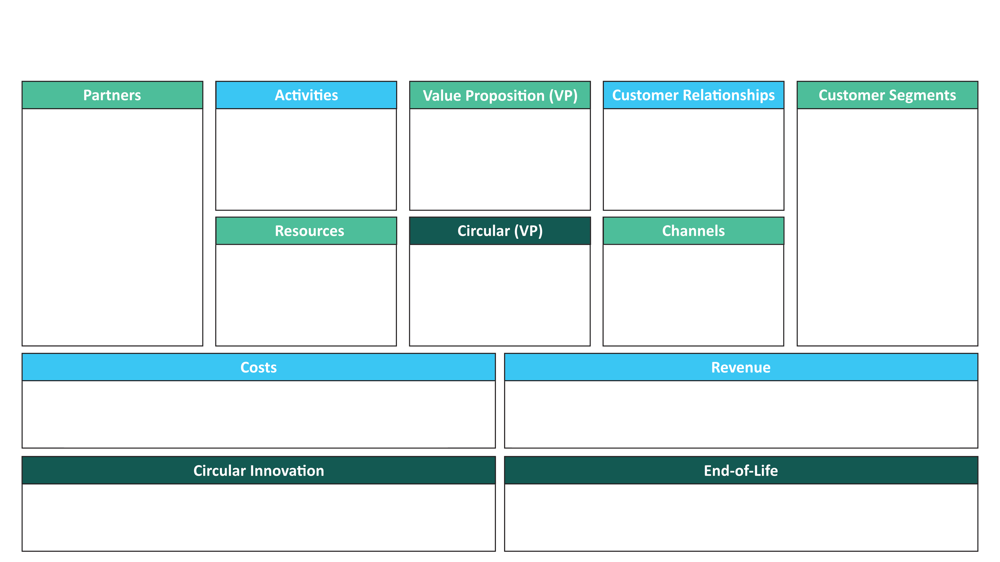 Partners
Activities
Value Proposition (VP)
Customer Relationships
Customer Segments
Resources
Circular (VP)
Channels
Costs
Revenue
Circular Innovation
End-of-Life